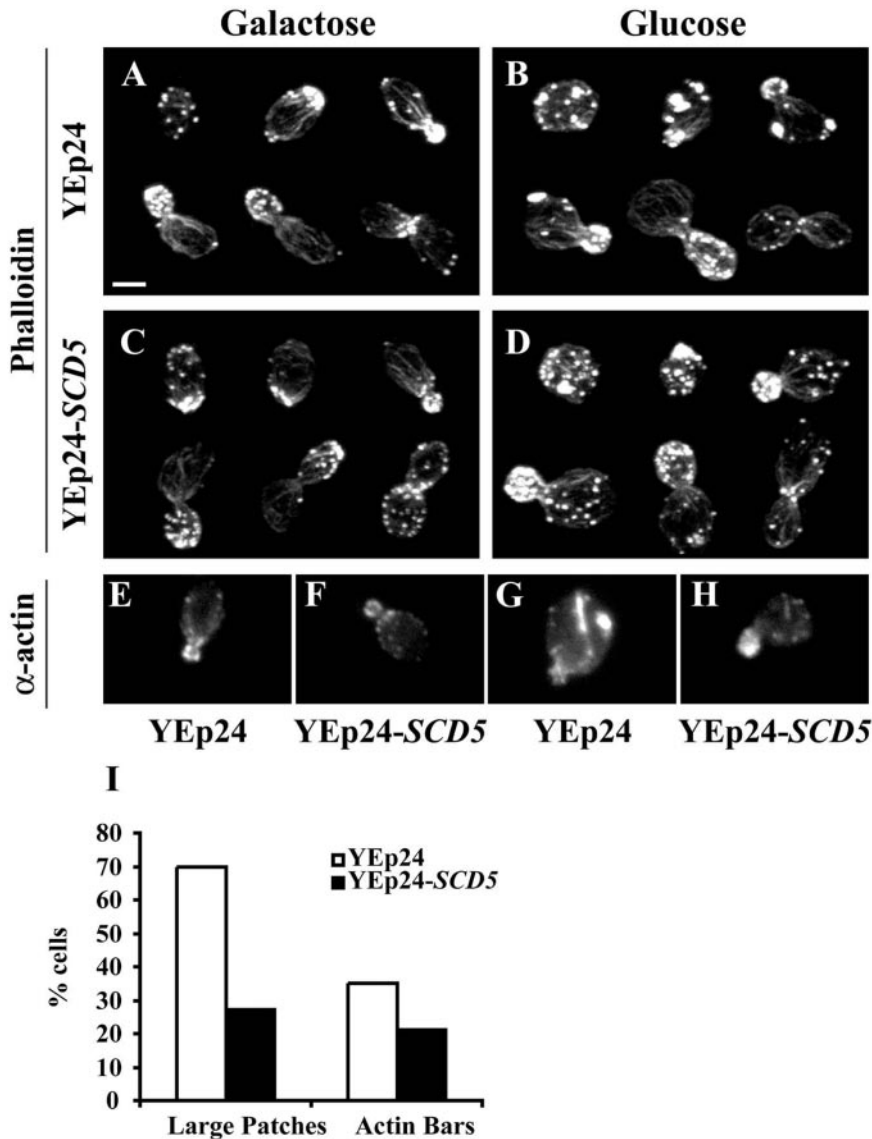 Galactose Glucose
A B
Phalloidin
YEp24
C D
YEp24-SCD5
E F G H
α-actin
YEp24 YEp24-SCD5 YEp24 YEp24-SCD5
I
80
70
60
50
40
30
20
10
0
% cells
YEp24
YEp24-SCD5
Large Patches Actin Bars